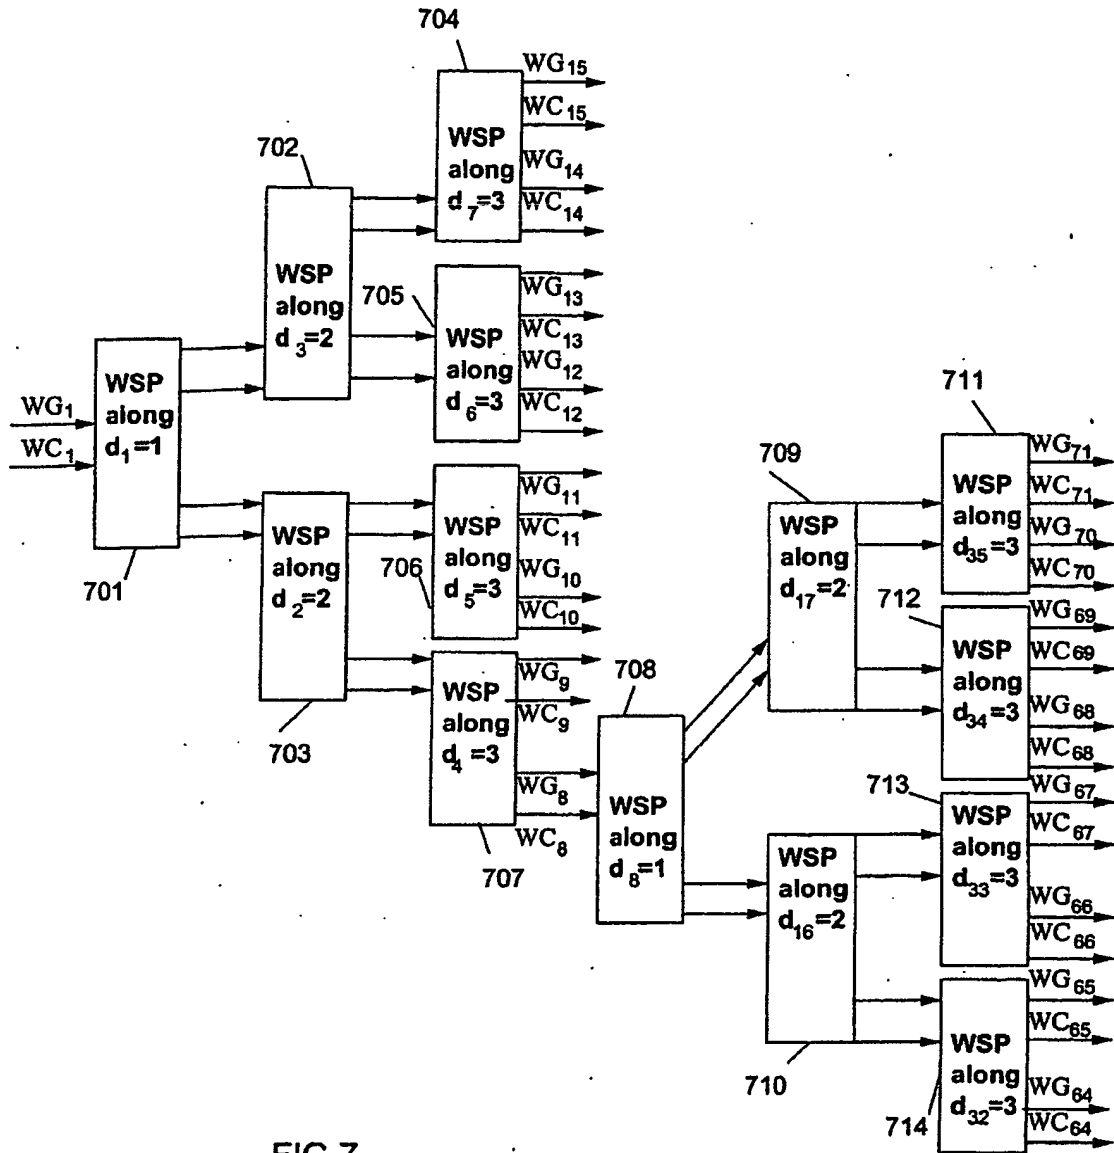 704
WG15
WC15
WG14
WC14
WSP
along
d7=3
702
WSP
along
d3=2
705
WG13
WC13
WG12
WC12
WSP
along
d6=3
WG1
WC1
WSP
along
d1=1
701
WSP
along
d2=2
703
706
WSP
along
d5=3
WG11
WC11
WG10
WC10
WSP
along
d4=3
WG9
WC9
WG8
WC8
707
708
WSP
along
d8=1
709
WSP
along
d17=2
710
WSP
along
d16=2
711
WSP
along
d35=3
WG71
WC71
WG70
WC70
712
WSP
along
d34=3
WG69
WC69
WG68
WC68
713
WSP
along
d33=3
WG67
WC67
WG66
WC66
714
WSP
along
d32=3
WG65
WC65
WG64
WC64
FIG 7